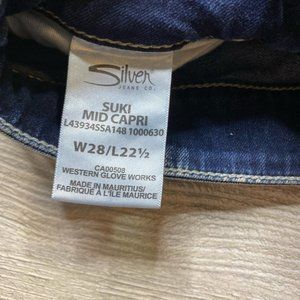 Silver
JEANS CO.
SUKI
MID CAPRI
L43934SSA148 1000630
W28/L22½
CA00508
WESTERN GLOVE WORKS
MADE IN MAURITIUS/
FABRIQUÉ À L'ÎLE MAURICE